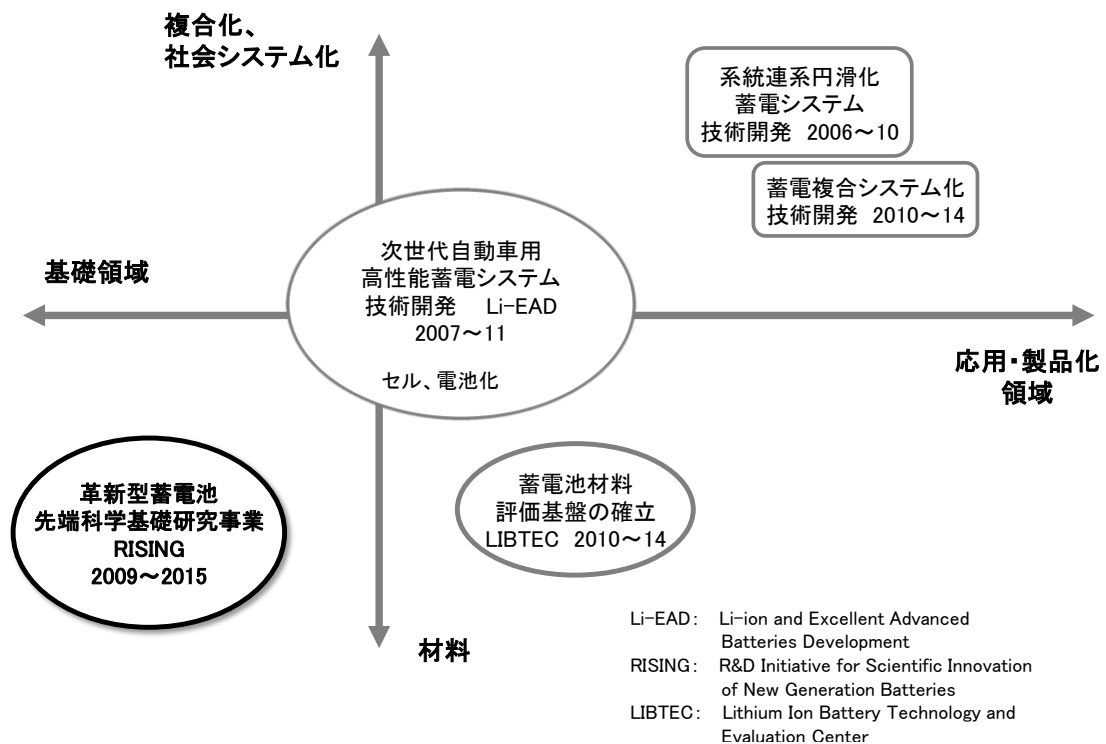 複合化、
社会システム化
系統連系円滑化
蓄電システム
技術開発 2006～10
蓄電複合システム化
技術開発 2010～14
基礎領域
次世代自動車用
高性能蓄電システム
技術開発 Li-EAD
2007～11
セル、電池化
応用・製品化
領域
革新型蓄電池
先端科学基礎研究事業
RISING
2009～2015
蓄電池材料
評価基盤の確立
LIBTEC 2010～14
材料
Li-EAD: Li-ion and Excellent Advanced
Batteries Development
RISING: R&D Initiative for Scientific Innovation
of New Generation Batteries
LIBTEC: Lithium Ion Battery Technology and
Evaluation Center